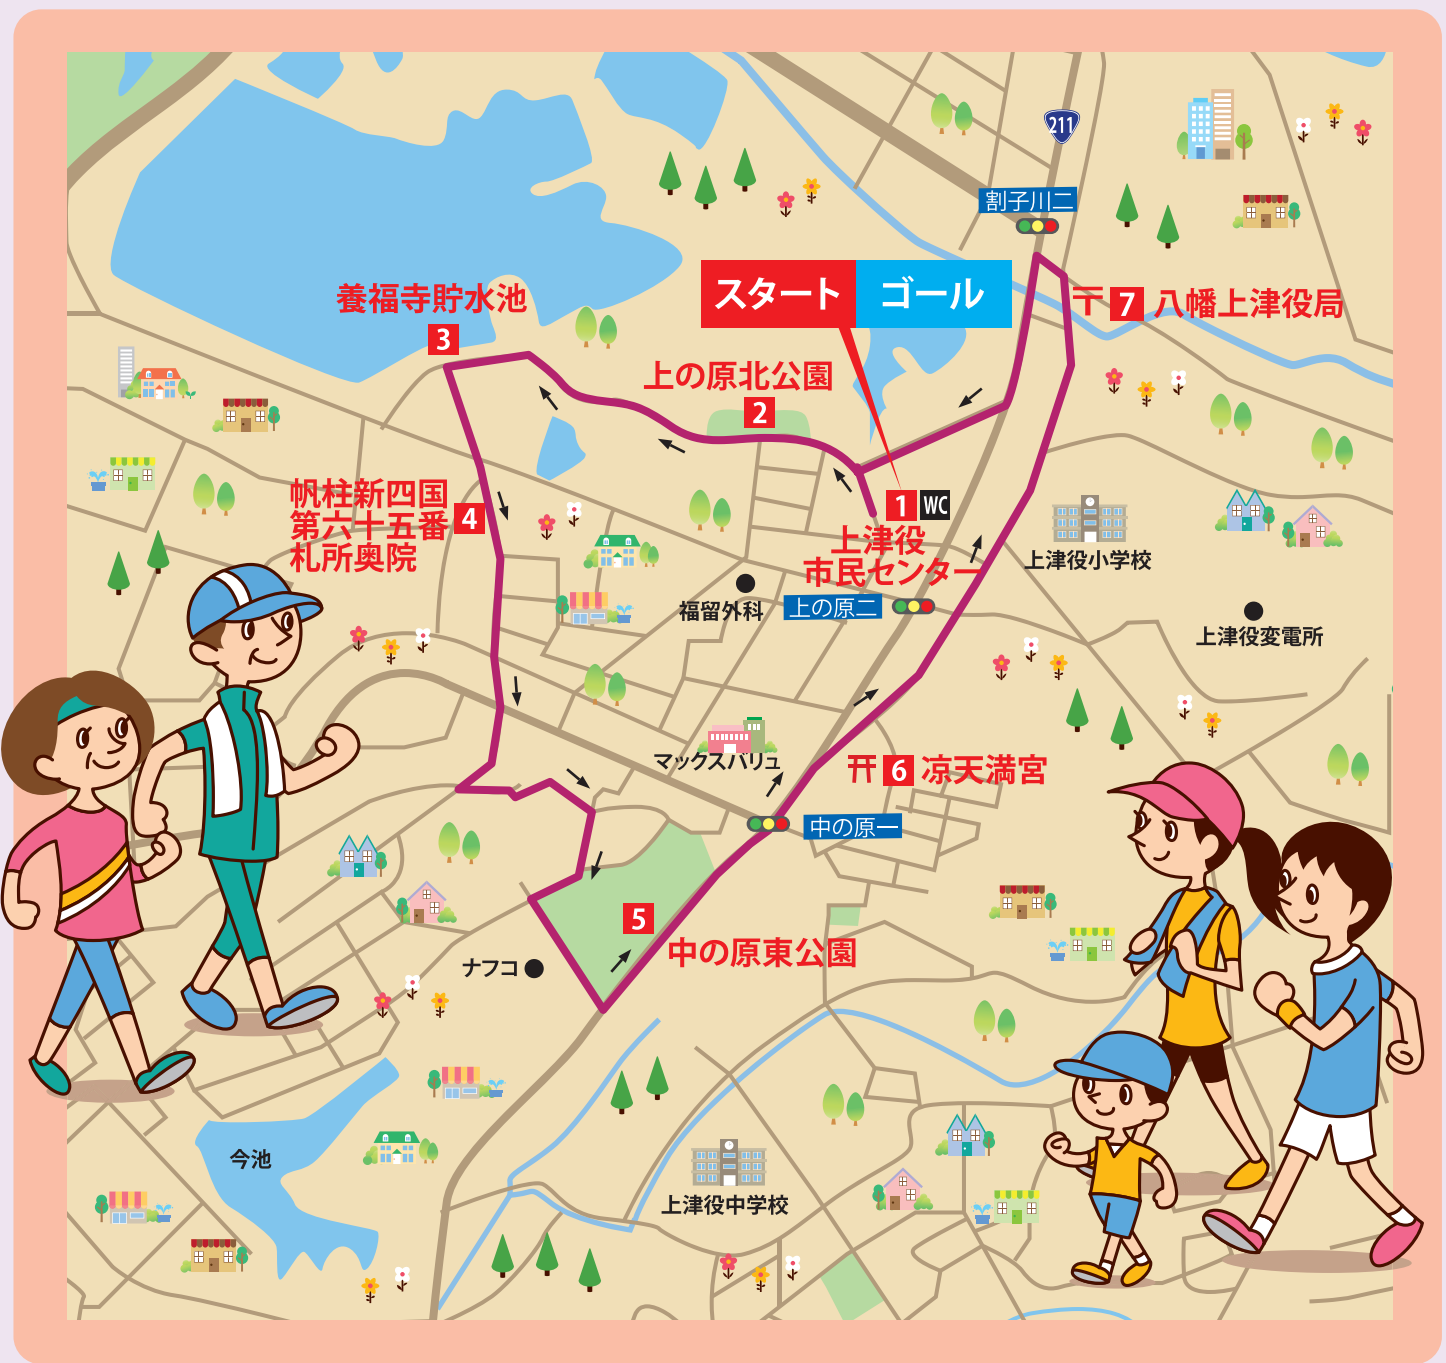 211
割子川二
スタート
ゴール
養福寺貯水池
3
〒 7 八幡上津役局
上の原北公園
2
帆柱新四国
第六十五番
札所奥院
4
1 WC
上津役
市民センター
上津役小学校
福留外科
上の原二
上津役変電所
マックスバリュ
6 凉天満宮
中の原一
5
中の原東公園
ナフコ
今池
上津役中学校